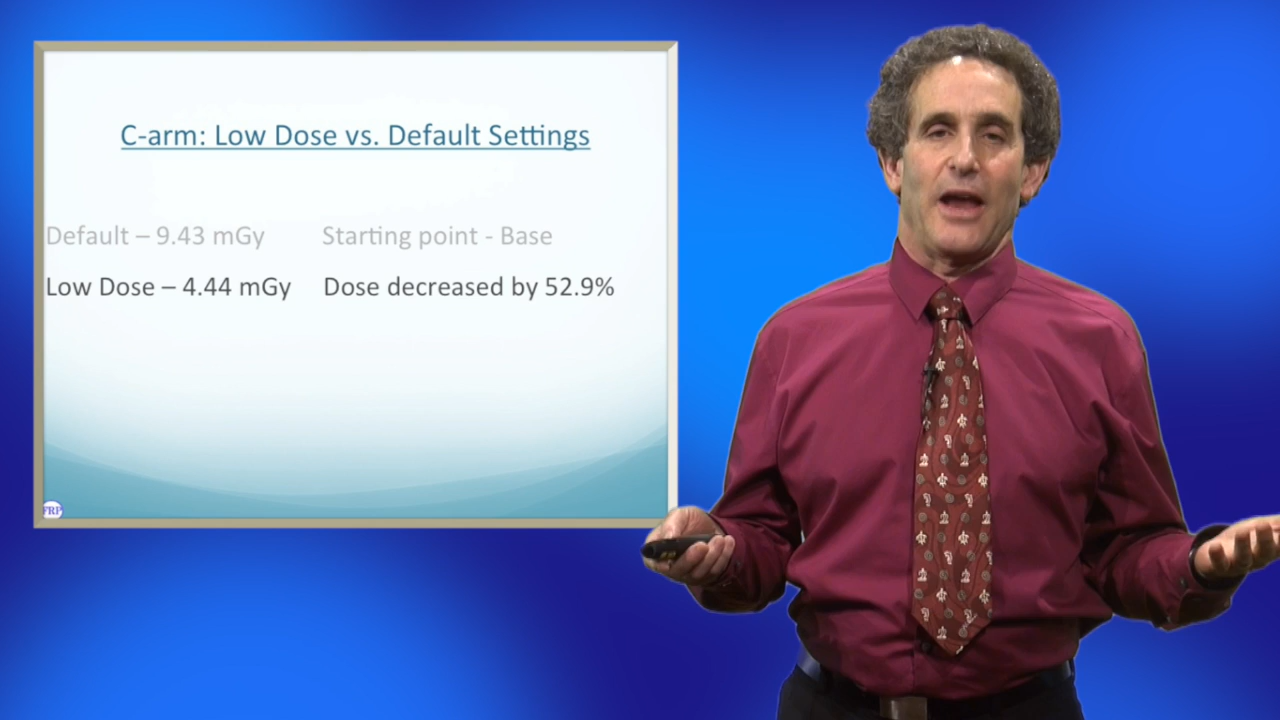 C-arm: Low Dose vs. Default Settings
Default – 9.43 mGy Starting point - Base
Low Dose – 4.44 mGy Dose decreased by 52.9%
FRP